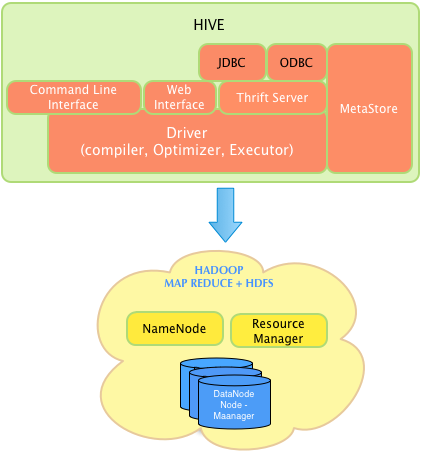 HIVE
JDBC
ODBC
Command Line
Interface
Web
Interface
Thrift Server
MetaStore
Driver
(compiler, Optimizer, Executor)
HADOOP
MAP REDUCE + HDFS
NameNode
Resource
Manager
DataNode
Node -
Maanager